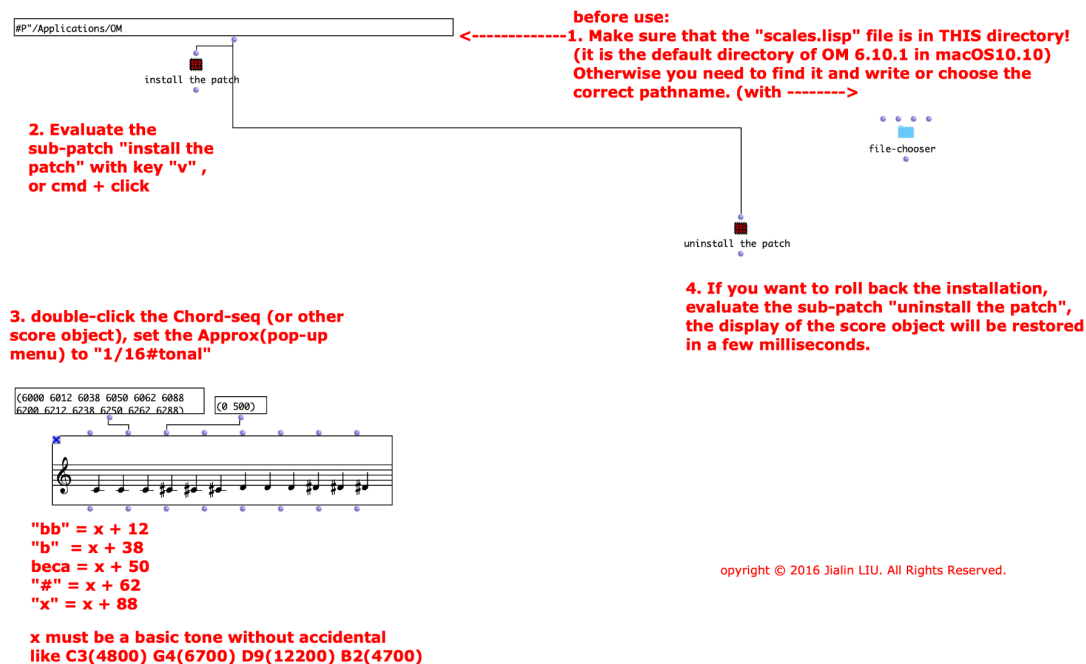 #P"/Applications/OM
before use:
<-------------1. Make sure that the "scales.lisp" file is in THIS directory!
(it is the default directory of OM 6.10.1 in macOS10.10)
Otherwise you need to find it and write or choose the
correct pathname. (with -------->
install the patch
file-chooser
2. Evaluate the
sub-patch "install the
patch" with key "v" ,
or cmd + click
uninstall the patch
4. If you want to roll back the installation,
evaluate the sub-patch "uninstall the patch",
the display of the score object will be restored
in a few milliseconds.
3. double-click the Chord-seq (or other
score object), set the Approx(pop-up
menu) to "1/16#tonal"
(6000 6012 6038 6050 6062 6088
6200 6212 6238 6250 6262 6288)
(0 500)
"bb" = x + 12
"b" = x + 38
beca = x + 50
"#" = x + 62
"x" = x + 88
opyright © 2016 Jialin LIU. All Rights Reserved.
x must be a basic tone without accidental
like C3(4800) G4(6700) D9(12200) B2(4700)